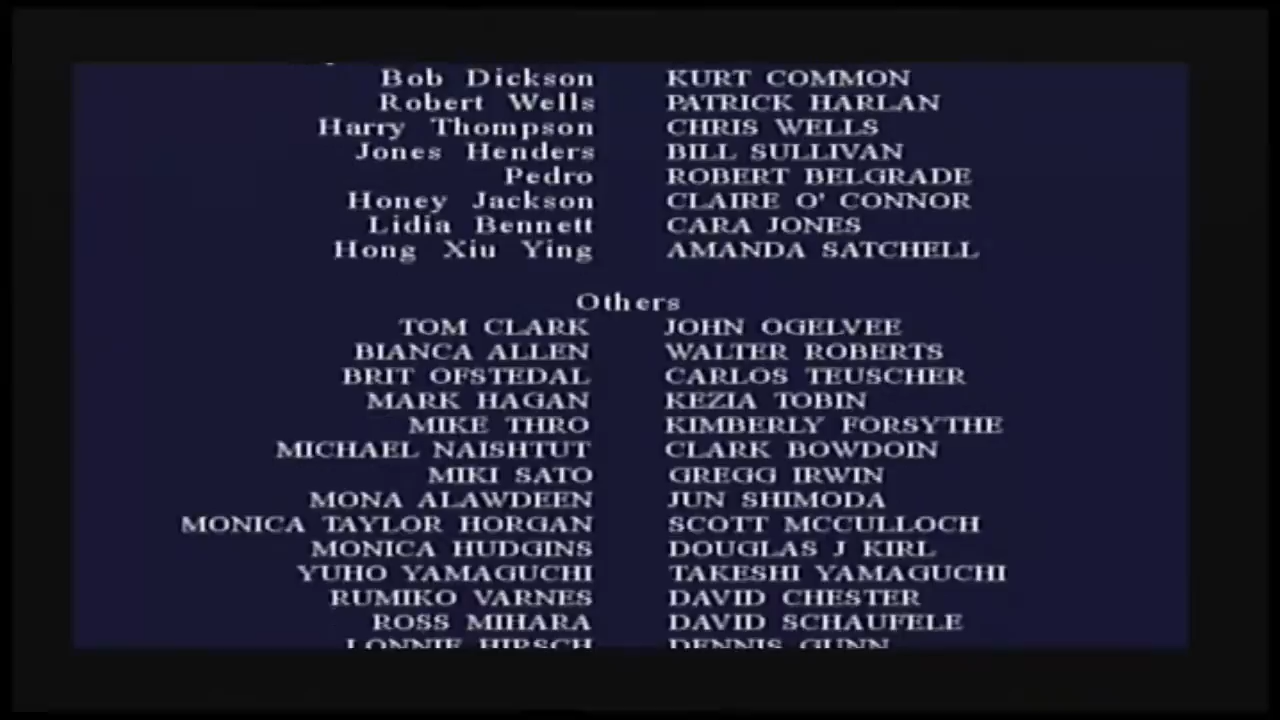 Bob Dickson KURT COMMON
Robert Wells PATRICK HARLAN
Harry Thompson CHRIS WELLS
Jones Henders BILL SULLIVAN
Pedro ROBERT BELGRADE
Honey Jackson CLAIRE O' CONNOR
Lidia Bennett CARA JONES
Hong Xiu Ying AMANDA SATCHELL
Others
TOM CLARK JOHN OGELVEE
BIANCA ALLEN WALTER ROBERTS
BRIT OFSTEDAL CARLOS TEUSCHER
MARK HAGAN KEZIA TOBIN
MIKE THRO KIMBERLY FORSYTHE
MICHAEL NAISHTUT CLARK BOWDOIN
MIKI SATO GREGG IRWIN
MONA ALAWDEEN JUN SHIMODA
MONICA TAYLOR HORGAN SCOTT MCCULLOCH
MONICA HUDGINS DOUGLAS J KIRL
YUHO YAMAGUCHI TAKESHI YAMAGUCHI
RUMIKO VARNES DAVID CHESTER
ROSS MIHARA DAVID SCHAUFELE
LONNIE HIRSCH DENNIS GUNN